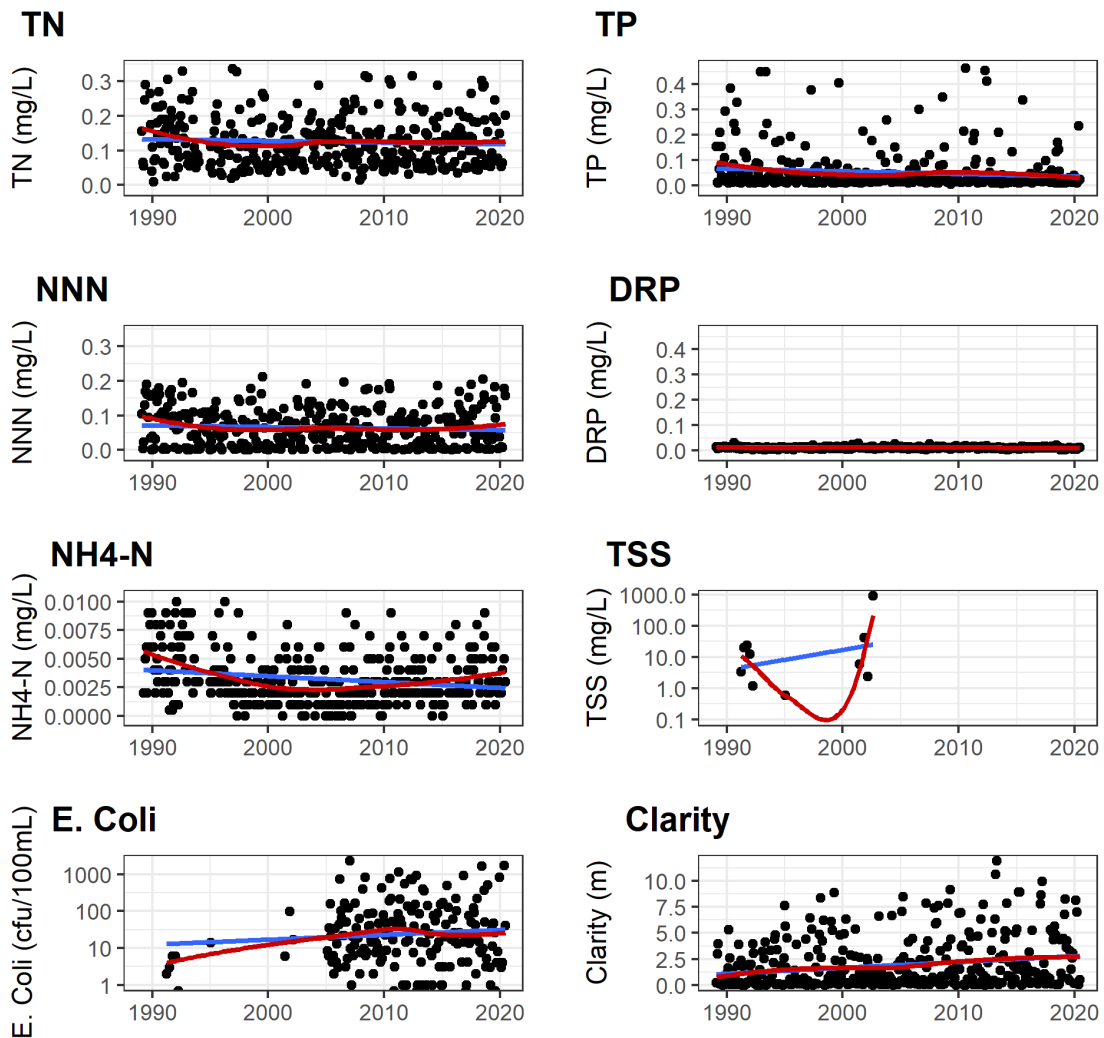 TN
TN (mg/L)
0.3
0.2
0.1
0.0
1990 2000 2010 2020
TP
TP (mg/L)
0.4
0.3
0.2
0.1
0.0
1990 2000 2010 2020
NNN
NNN (mg/L)
0.3
0.2
0.1
0.0
1990 2000 2010 2020
DRP
DRP (mg/L)
0.4
0.3
0.2
0.1
0.0
1990 2000 2010 2020
NH4-N
NH4-N (mg/L)
0.0100
0.0075
0.0050
0.0025
0.0000
1990 2000 2010 2020
TSS
TSS (mg/L)
1000.0
100.0
10.0
1.0
0.1
1990 2000 2010 2020
E. Coli
E. Coli (cfu/100mL)
1000
100
10
1
1990 2000 2010 2020
Clarity
Clarity (m)
10.0
7.5
5.0
2.5
0.0
1990 2000 2010 2020